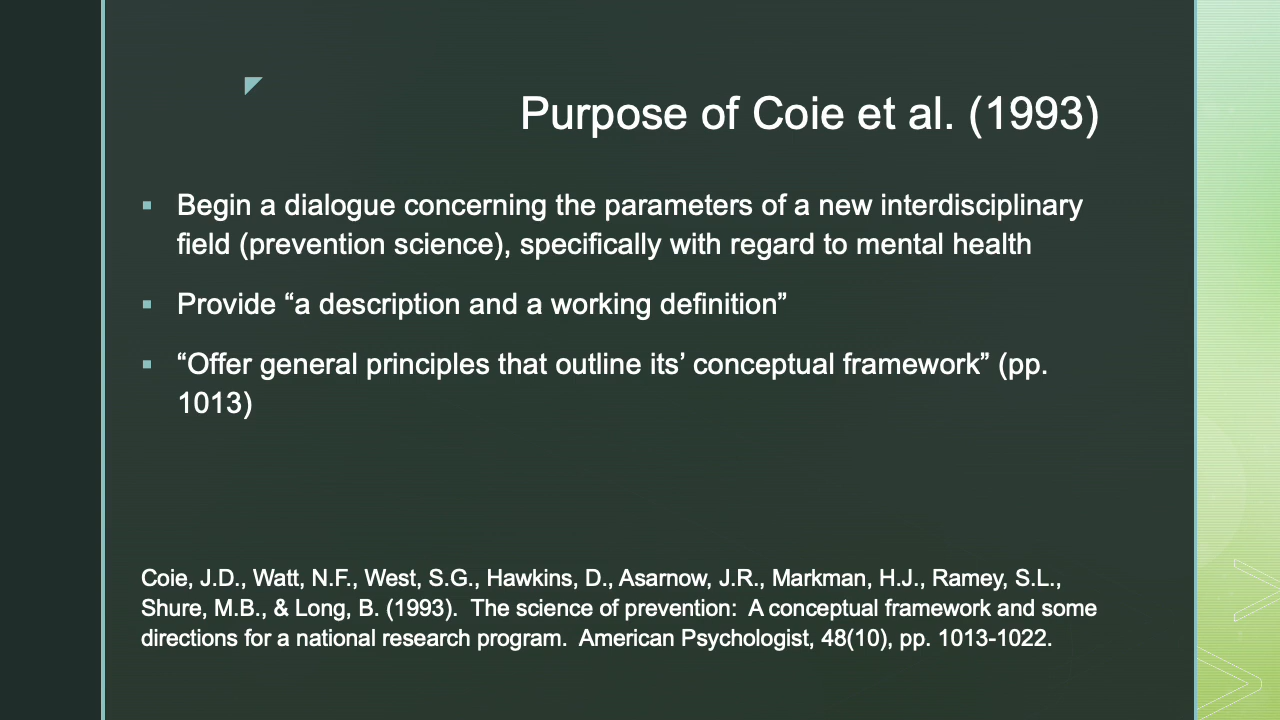 Purpose of Coie et al. (1993)
Begin a dialogue concerning the parameters of a new interdisciplinary
field (prevention science), specifically with regard to mental health
Provide “a description and a working definition”
“Offer general principles that outline its’ conceptual framework” (pp.
1013)
Coie, J.D., Watt, N.F., West, S.G., Hawkins, D., Asarnow, J.R., Markman, H.J., Ramey, S.L.,
Shure, M.B., & Long, B. (1993).  The science of prevention:  A conceptual framework and some
directions for a national research program.  American Psychologist, 48(10), pp. 1013-1022.